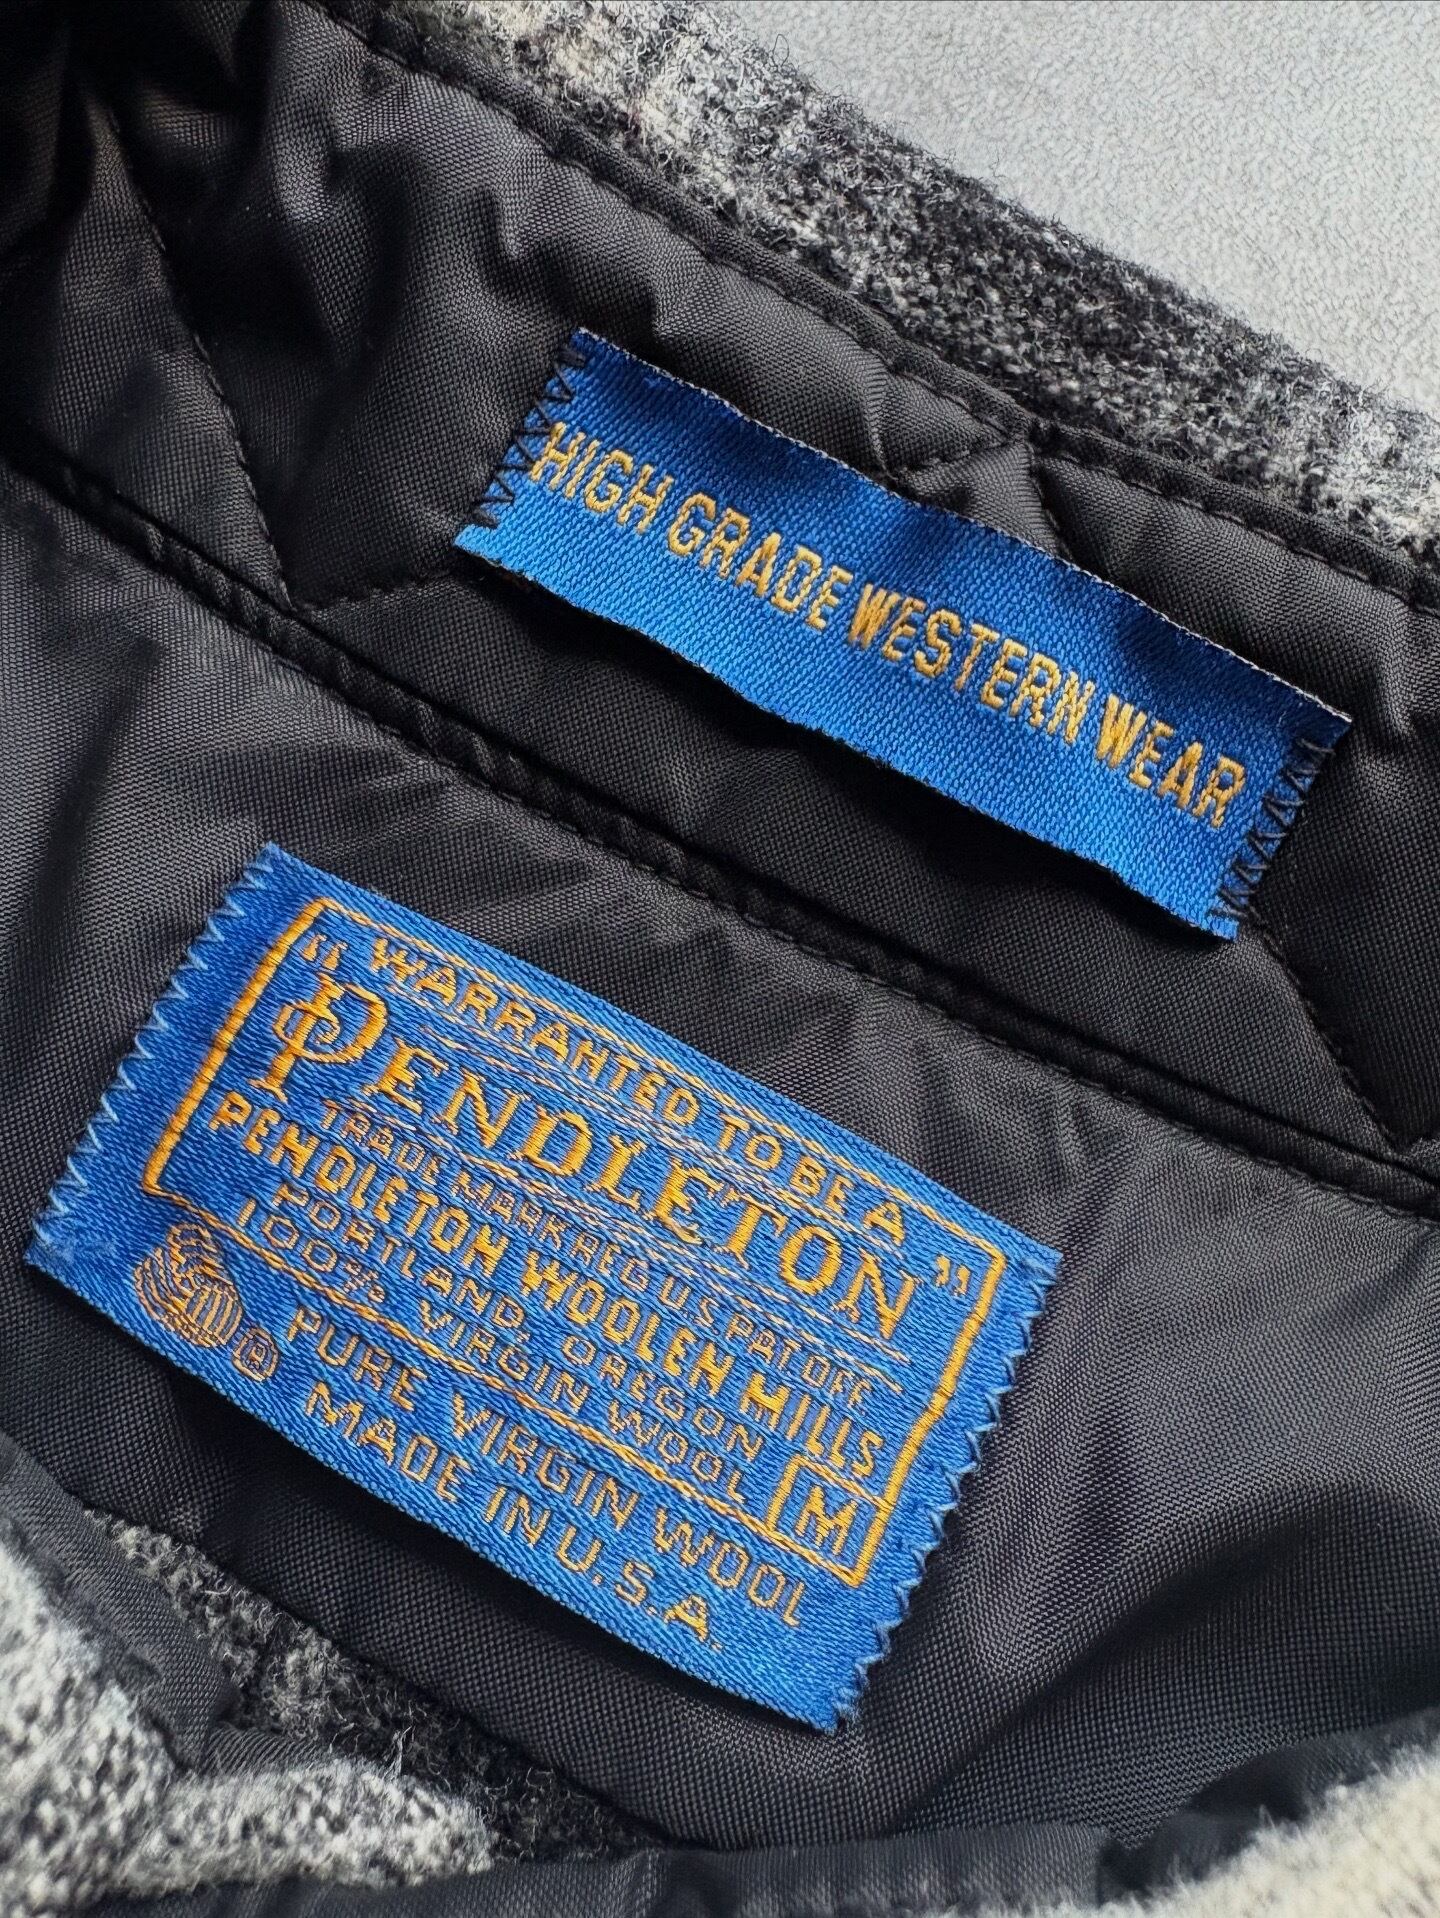 HIGH GRADE WESTERN WEAR
"WARRANTED TO BE A
PENDLETON"
TRADE MARK REG U.S. PAT. OFF.
PENDLETON WOOLEN MILLS
PORTLAND, OREGON
100% VIRGIN WOOL
M
® PURE VIRGIN WOOL
MADE IN U.S.A.